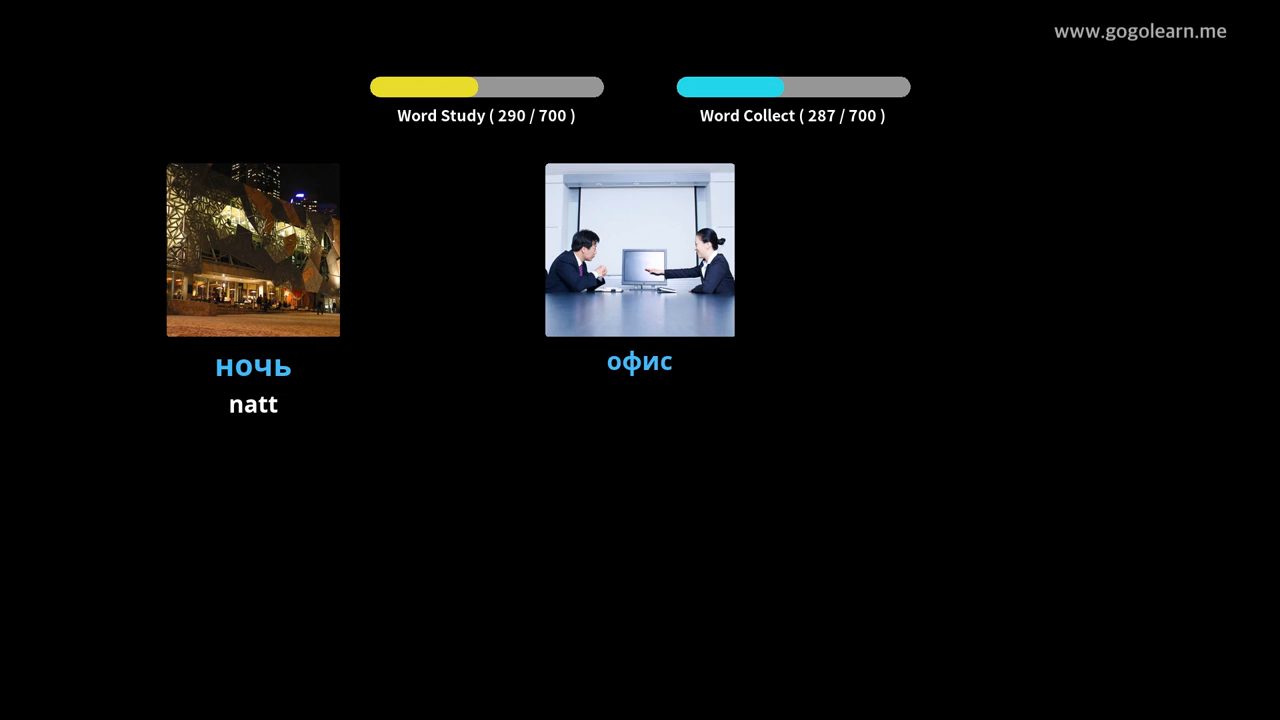 www.gogolearn.me
Word Study ( 290 / 700 )
Word Collect ( 287 / 700 )
ночь
natt
офис